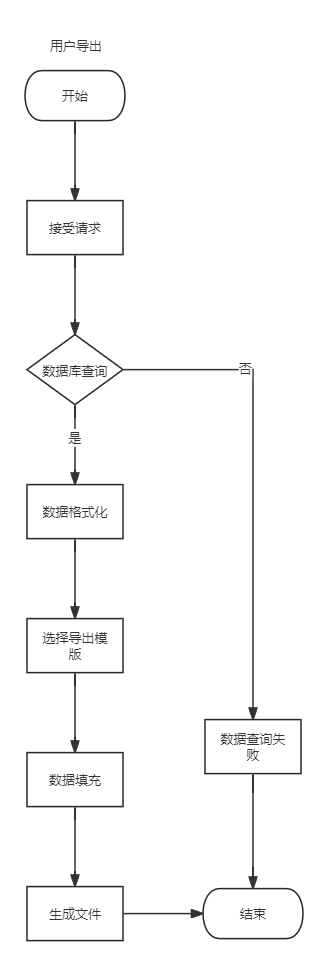 用户导出
开始
接受请求
数据库查询
否
是
数据格式化
选择导出模
版
数据填充
数据查询失
败
生成文件
结束